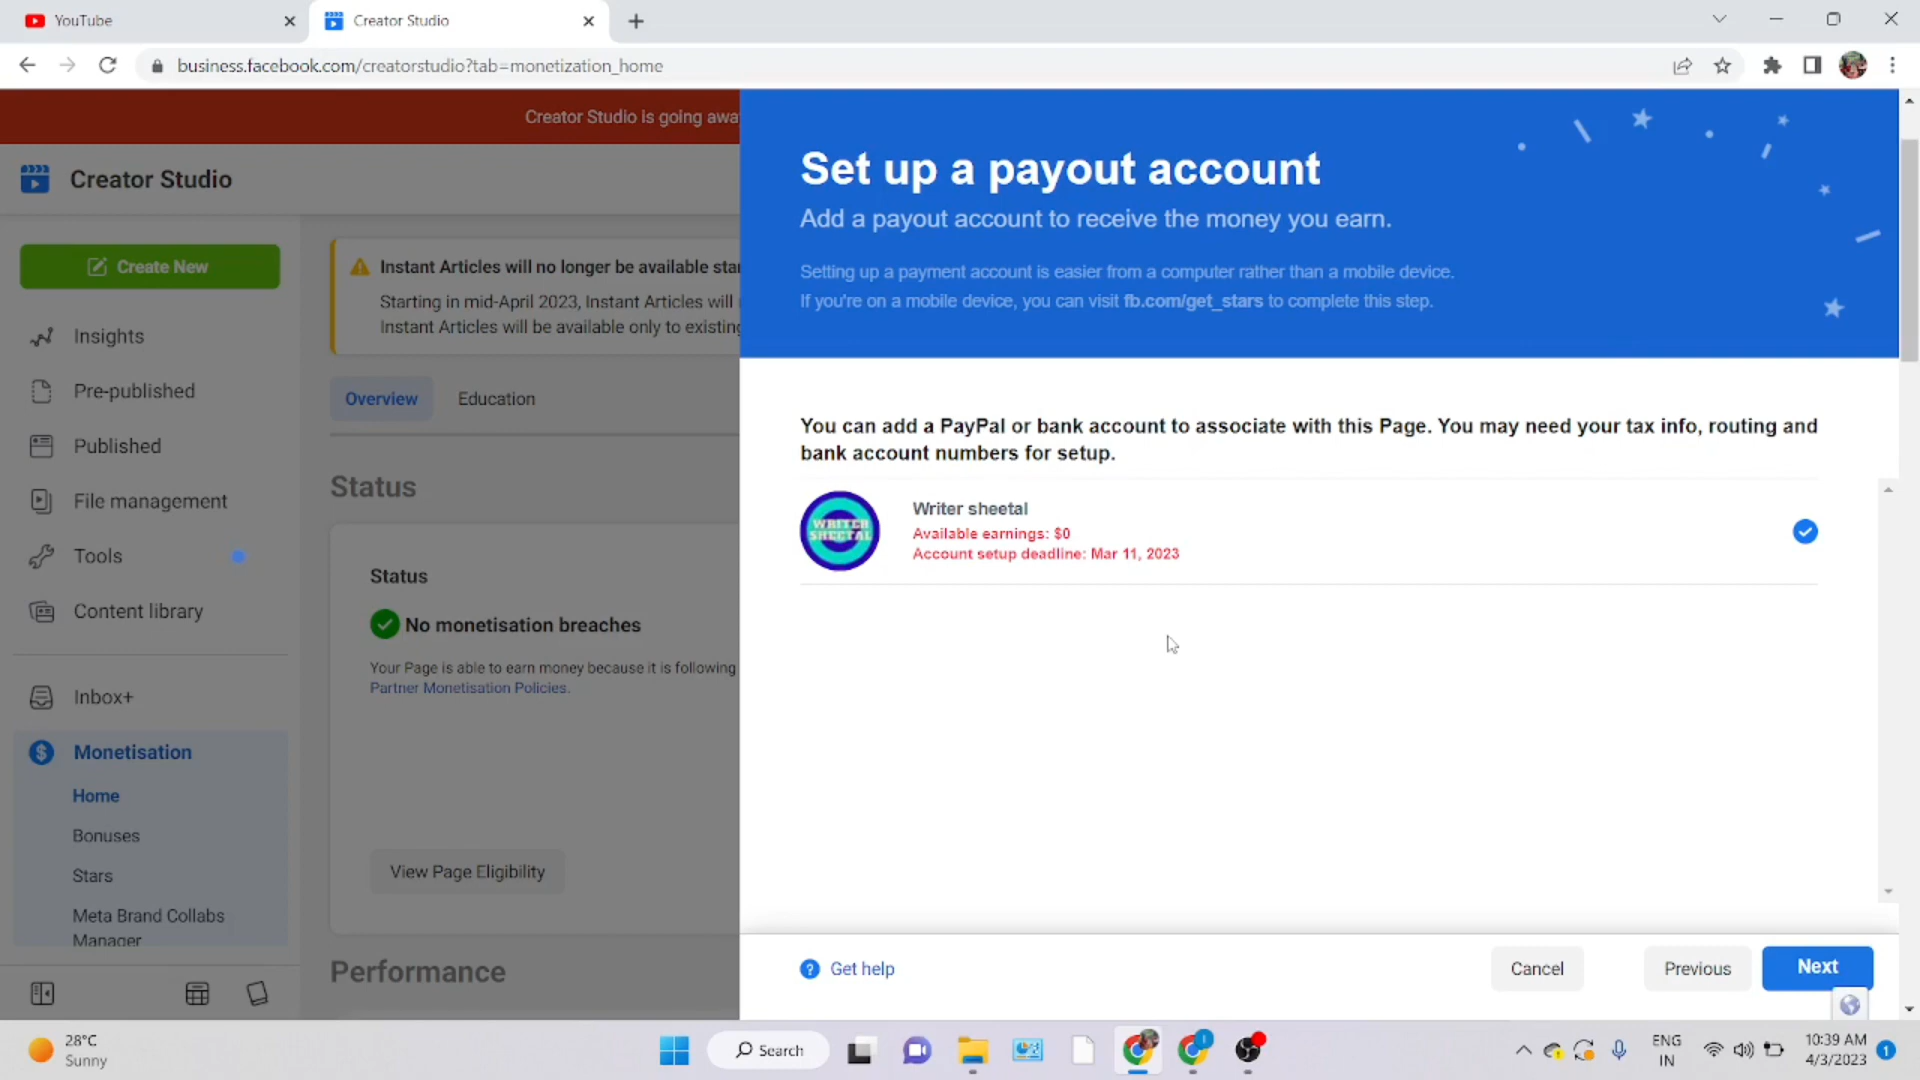 YouTube
Creator Studio
business.facebook.com/creatorstudio?tab=monetization_home
Creator Studio is going awa
Creator Studio
Create New
Insights
Pre-published
Published
File management
Tools
Content library
Inbox+
Monetisation
Home
Bonuses
Stars
Meta Brand Collabs
Manager
Instant Articles will no longer be available star
Starting in mid-April 2023, Instant Articles will
Instant Articles will be available only to existing
Overview
Education
Status
Status
No monetisation breaches
Your Page is able to earn money because it is following
Partner Monetisation Policies.
View Page Eligibility
Performance
Set up a payout account
Add a payout account to receive the money you earn.
Setting up a payment account is easier from a computer rather than a mobile device.
If you're on a mobile device, you can visit fb.com/get_stars to complete this step.
You can add a PayPal or bank account to associate with this Page. You may need your tax info, routing and
bank account numbers for setup.
WRITER
SHEETAL
Writer sheetal
Available earnings: $0
Account setup deadline: Mar 11, 2023
Get help
Cancel
Previous
Next
28°C
Sunny
Search
ENG
IN
10:39 AM
4/3/2023
1